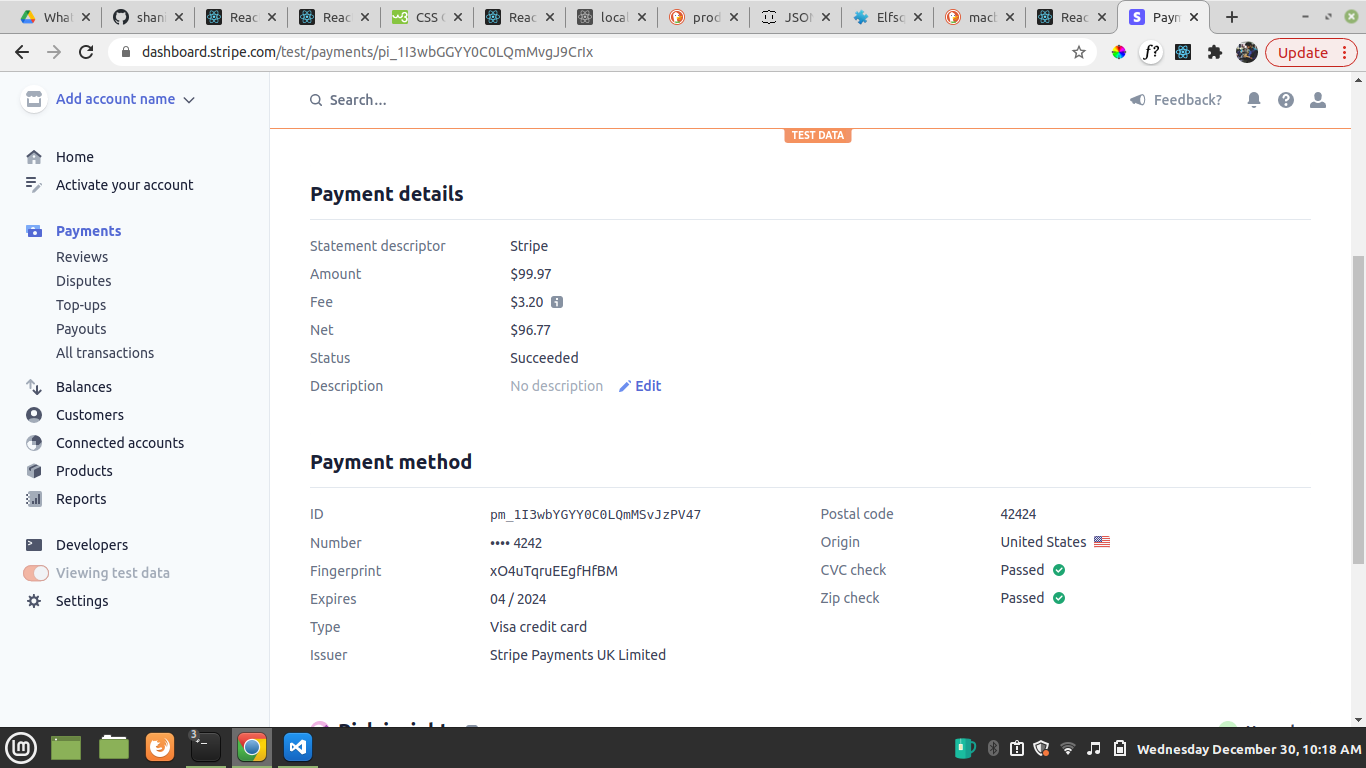 What
shani
Reac
Reac
CSS
Reac
local
prod
JSON
Elfsq
macb
Reac
Paym
dashboard.stripe.com/test/payments/pi_1I3wbGGYY0C0LQmMvgJ9CrIx
f?
Update
Add account name
Search...
Feedback?
TEST DATA
Home
Activate your account
Payments
Reviews
Disputes
Top-ups
Payouts
All transactions
Balances
Customers
Connected accounts
Products
Reports
Developers
Viewing test data
Settings
Payment details
Statement descriptor Stripe
Amount $99.97
Fee $3.20
Net $96.77
Status Succeeded
Description No description Edit
Payment method
ID pm_1I3wbYGYY0C0LQmMSvJzPV47
Number •••• 4242
Fingerprint xO4uTqruEEgfHfBM
Expires 04 / 2024
Type Visa credit card
Issuer Stripe Payments UK Limited
Postal code 42424
Origin United States
CVC check Passed
Zip check Passed
3
Wednesday December 30, 10:18 AM